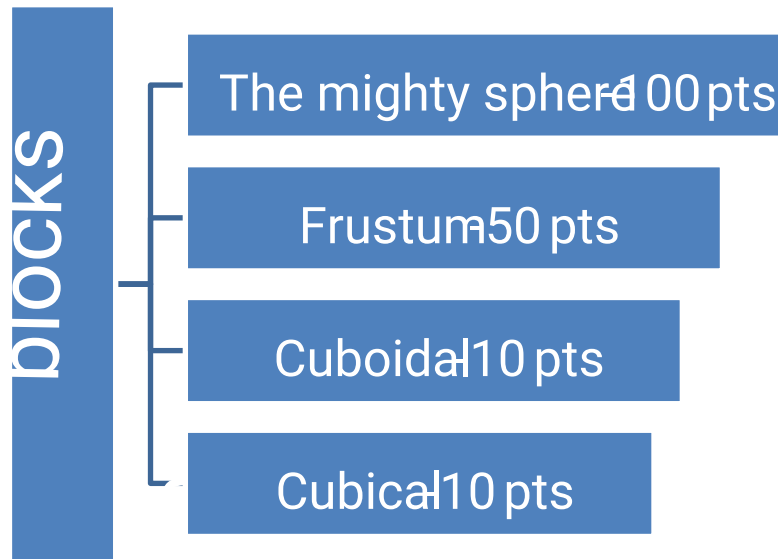 blocks
The mighty sphere-100 pts
Frustum-50 pts
Cuboidal-10 pts
Cubical-10 pts